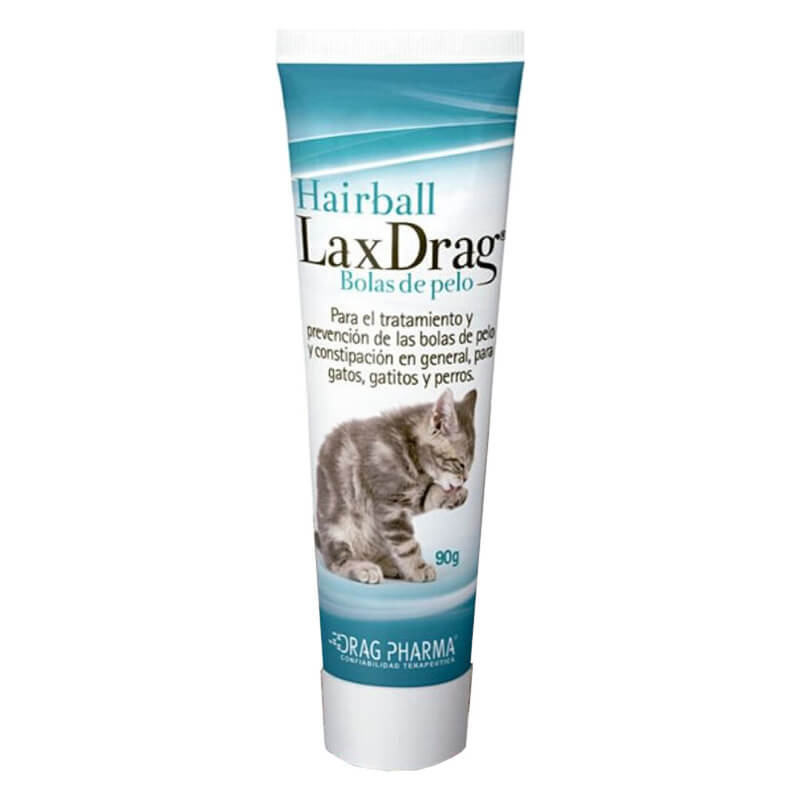 Hairball
LaxDrag®
Bolas de pelo
Para el tratamiento y
prevención de las bolas de pelo
y constipación en general, para
gatos, gatitos y perros.
90g
DRAG PHARMA®
CONFIABILIDAD TERAPEUTICA